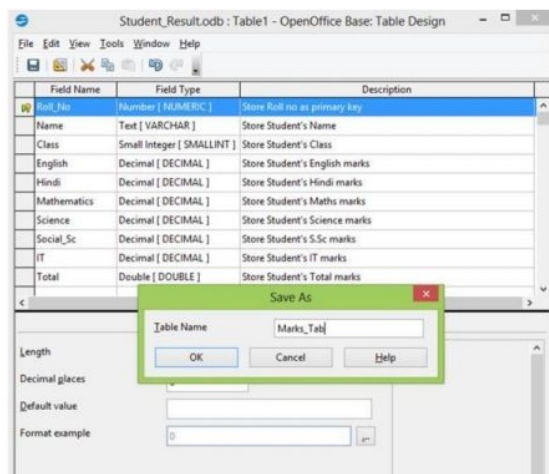 Student_Result.odb : Table1 - OpenOffice Base: Table Design
File Edit View Tools Window Help
Field Name Field Type Description
Roll_No Number [ NUMERIC ] Store Roll no as primary key
Name Text [ VARCHAR ] Store Student's Name
Class Small Integer [ SMALLINT ] Store Student's Class
English Decimal [ DECIMAL ] Store Student's English marks
Hindi Decimal [ DECIMAL ] Store Student's Hindi marks
Mathematics Decimal [ DECIMAL ] Store Student's Maths marks
Science Decimal [ DECIMAL ] Store Student's Science marks
Social_Sc Decimal [ DECIMAL ] Store Student's S.Sc marks
IT Decimal [ DECIMAL ] Store Student's IT marks
Total Double [ DOUBLE ] Store Student's Total marks
Save As
Table Name Marks_Tab
OK Cancel Help
Length
Decimal places
Default value
Format example 0